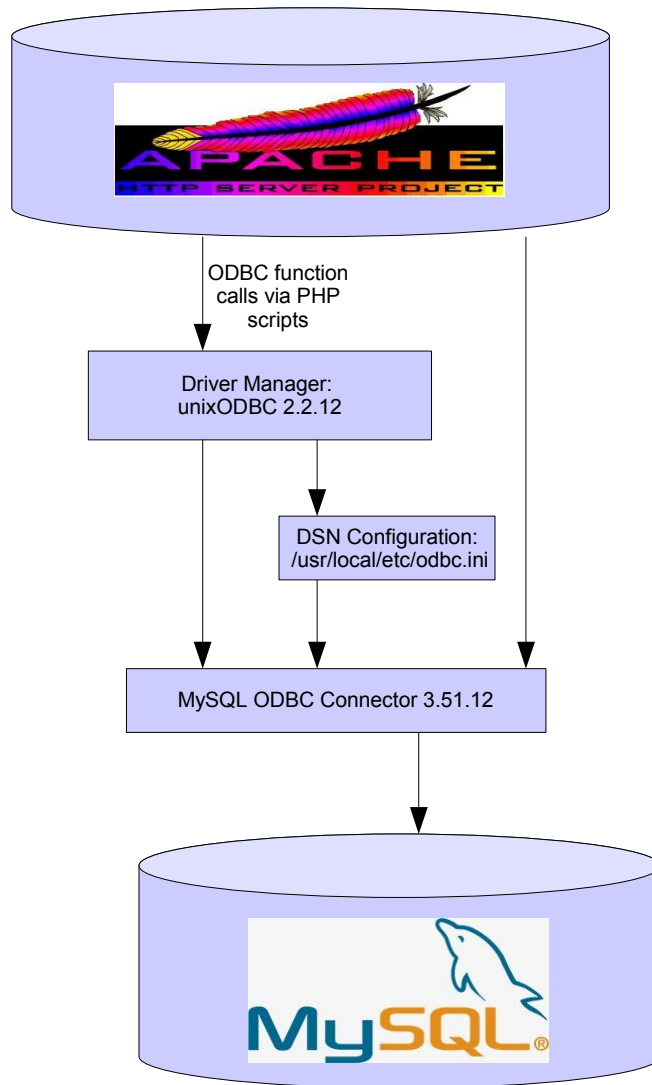 APACHE
HTTP SERVER PROJECT
ODBC function
calls via PHP
scripts
Driver Manager:
unixODBC 2.2.12
DSN Configuration:
/usr/local/etc/odbc.ini
MySQL ODBC Connector 3.51.12
MySQL®